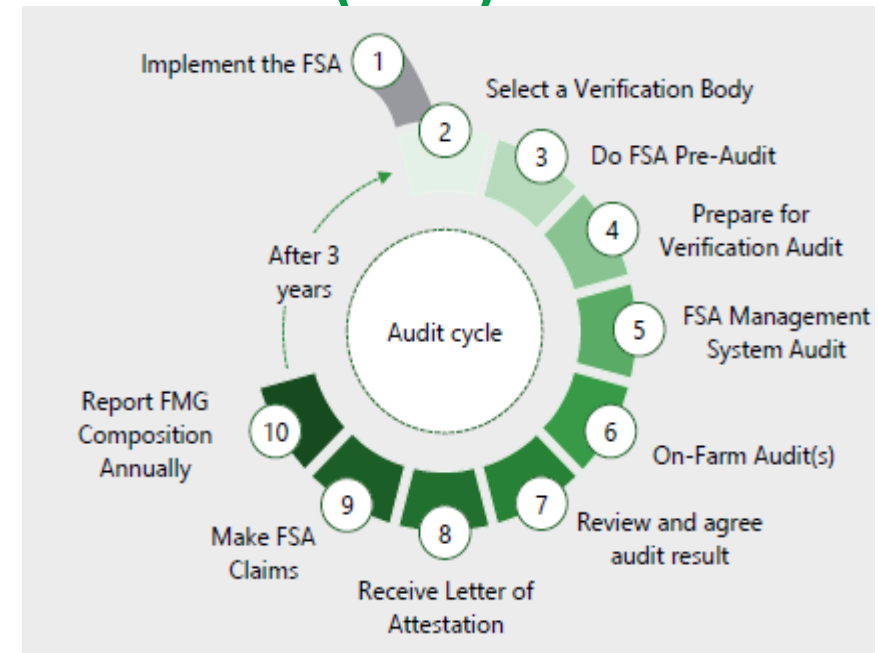 Implement the FSA
1
2
Select a Verification Body
3
Do FSA Pre-Audit
4
Prepare for
Verification Audit
5
FSA Management
System Audit
6
On-Farm Audit(s)
7
Review and agree
audit result
8
Receive Letter of
Attestation
9
Make FSA
Claims
10
Report FMG
Composition
Annually
After 3
years
Audit cycle